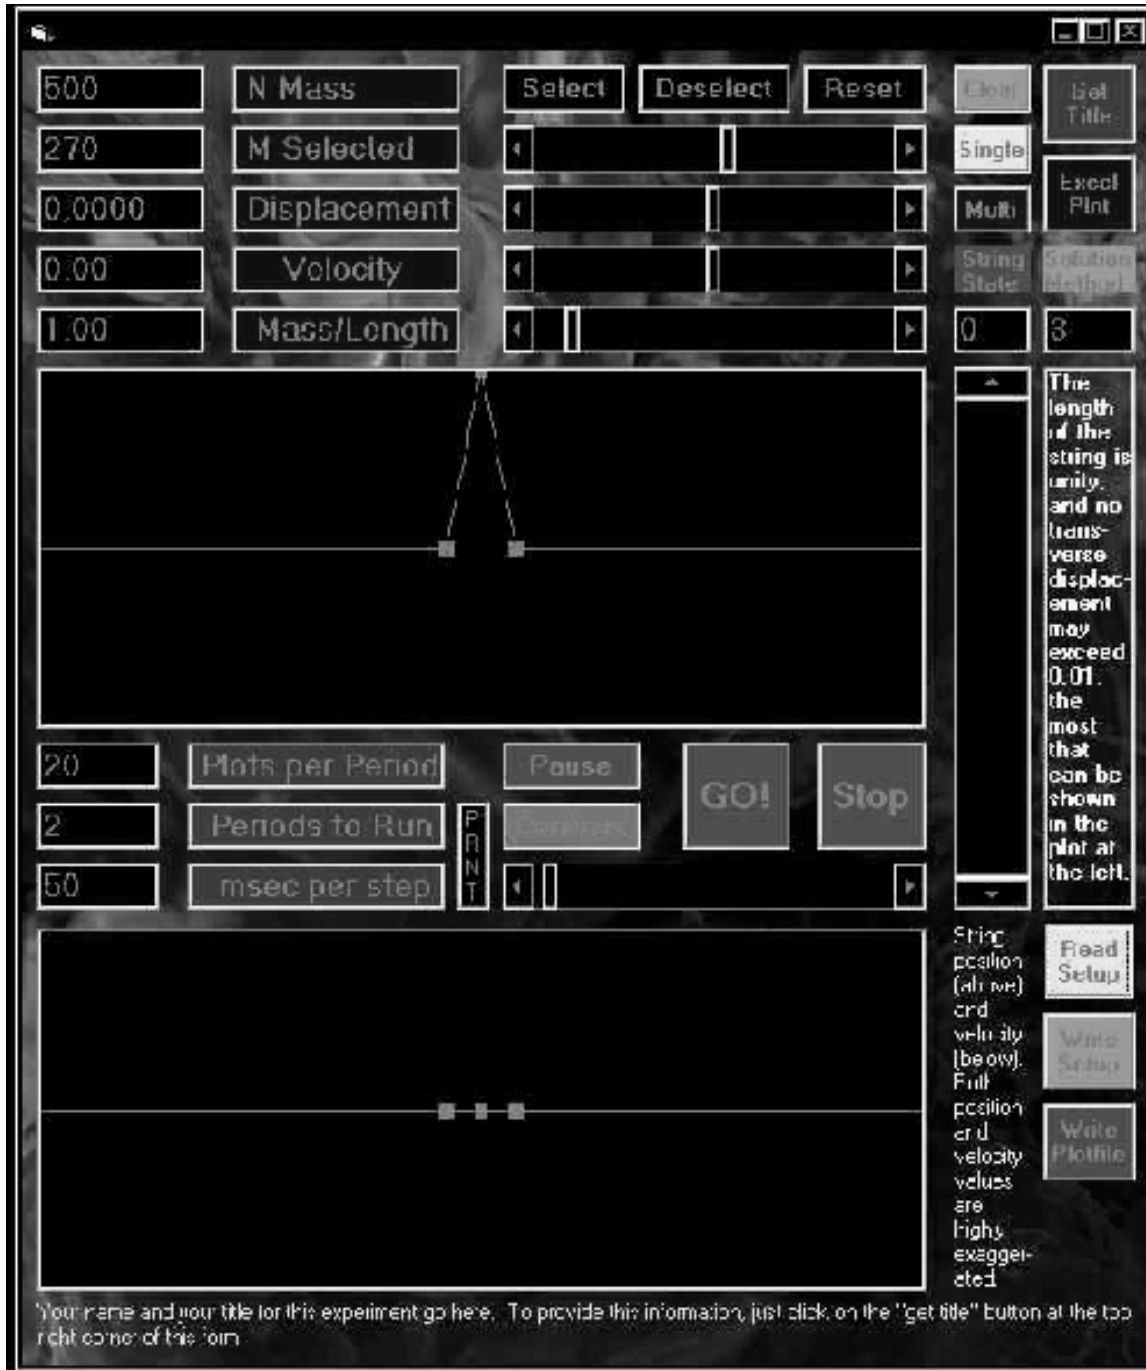 500 N Mass Select Deselect Reset Clear Get Title
270 M Selected Single
0.0000 Displacement Multi Excel Plot
0.00 Velocity String State Solution Method
1.00 Mass/Length 0 3
The
length
of the
string is
unity,
and no
trans-
verse
displac-
ement
may
exceed
0.01,
the
most
that
can be
shown
in the
plot at
the left.
20 Plots per Period Pause GO! Stop
2 Periods to Run PRNT
50 msec per step
String
position
(above)
and
velocity
(below).
Both
position
and
velocity
values
are
highy
exagger-
ated
Read
Setup
Write
Setup
Write
Plotfile
Your name and your title for this experiment go here. To provide this information, just click on the "get title" button at the top
right corner of this form